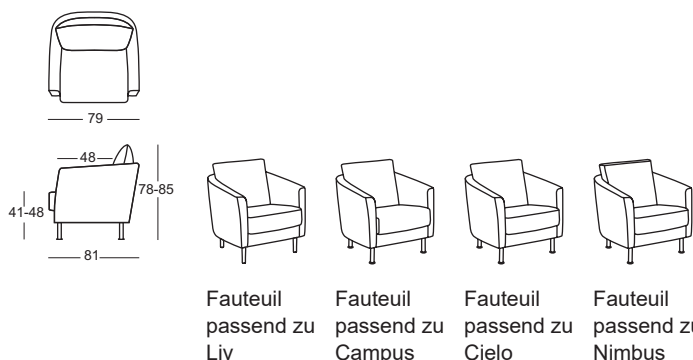 79
48
78-85
41-48
81
Fauteuil
passend zu
Liv
Fauteuil
passend zu
Campus
Fauteuil
passend zu
Cielo
Fauteuil
passend zu
Nimbus